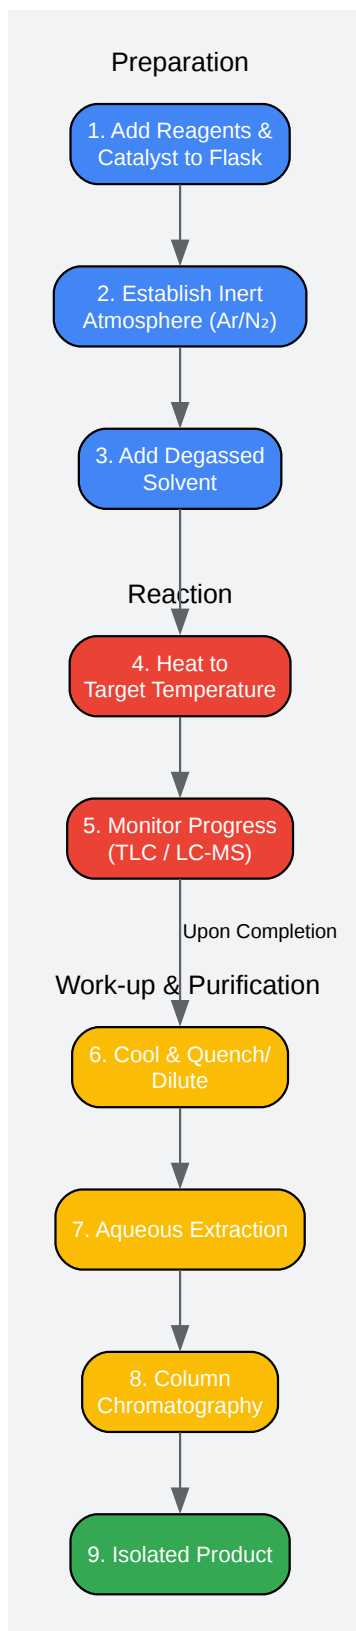 Preparation
1. Add Reagents &
Catalyst to Flask
2. Establish Inert
Atmosphere (Ar/N₂)
3. Add Degassed
Solvent
Reaction
4. Heat to
Target Temperature
5. Monitor Progress
(TLC / LC-MS)
Upon Completion
Work-up & Purification
6. Cool & Quench/
Dilute
7. Aqueous Extraction
8. Column
Chromatography
9. Isolated Product